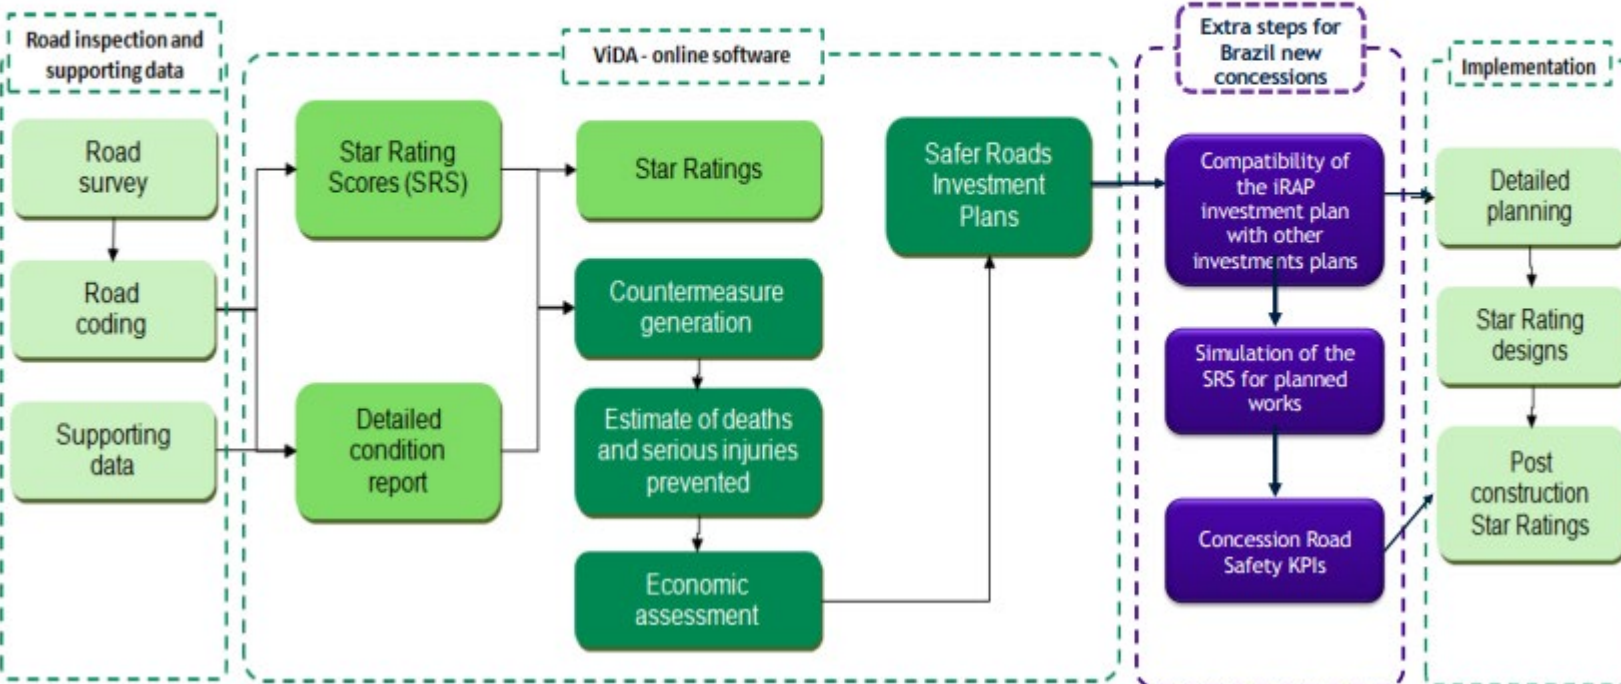 Road inspection and
supporting data
Road
survey
Road
coding
Supporting
data
ViDA - online software
Star Rating
Scores (SRS)
Detailed
condition
report
Star Ratings
Countermeasure
generation
Estimate of deaths
and serious injuries
prevented
Economic
assessment
Safer Roads
Investment
Plans
Extra steps for
Brazil new
concessions
Compatibility of
the iRAP
investment plan
with other
investments plans
Simulation of the
SRS for planned
works
Concession Road
Safety KPIs
Implementation
Detailed
planning
Star Rating
designs
Post
construction
Star Ratings